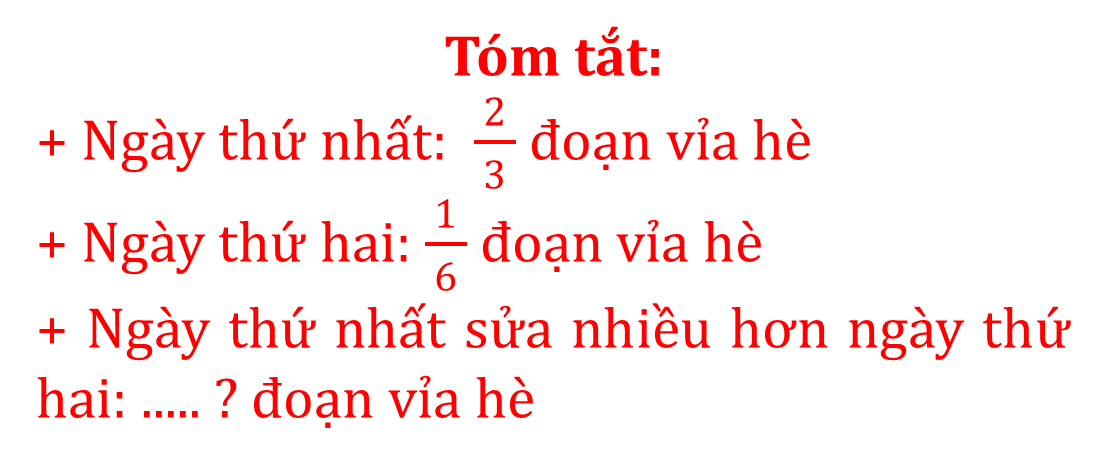 Tóm tắt:
+ Ngày thứ nhất: 2/3 đoạn vỉa hè
+ Ngày thứ hai: 1/6 đoạn vỉa hè
+ Ngày thứ nhất sửa nhiều hơn ngày thứ
hai: ..... ? đoạn vỉa hè